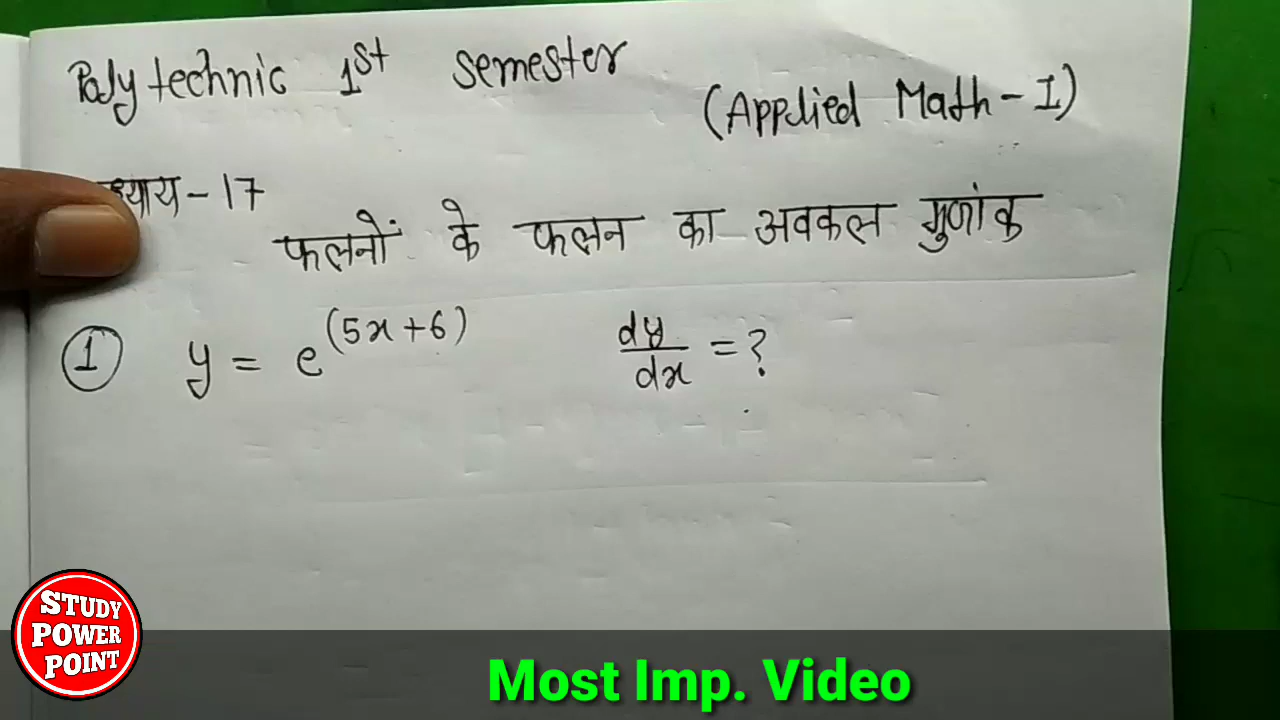 Polytechnic 1st semester
(Applied Math - I)
ध्याय - 17
फलनों के फलन का अवकल गुणांक
① y = e^(5x+6) dy/dx = ?
STUDY
POWER
POINT
Most Imp. Video